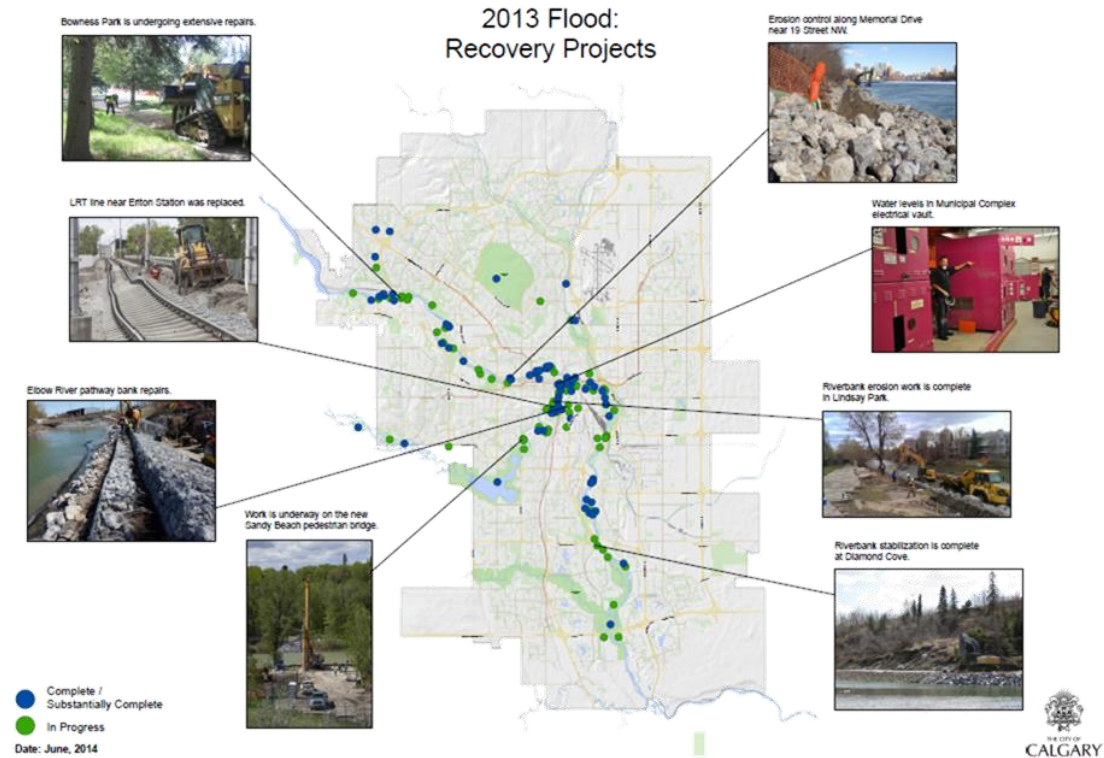 2013 Flood:
Recovery Projects
Bowness Park is undergoing extensive repairs.
Erosion control along Memorial Drive
near 19 Street NW.
LRT line near Erlton Station was replaced.
Water levels in Municipal Complex
electrical vault.
Elbow River pathway bank repairs.
Riverbank erosion work is complete
in Lindsay Park.
Work is underway on the new
Sandy Beach pedestrian bridge.
Riverbank stabilization is complete
at Diamond Cove.
Complete /
Substantially Complete
In Progress
Date: June, 2014
THE CITY OF
CALGARY